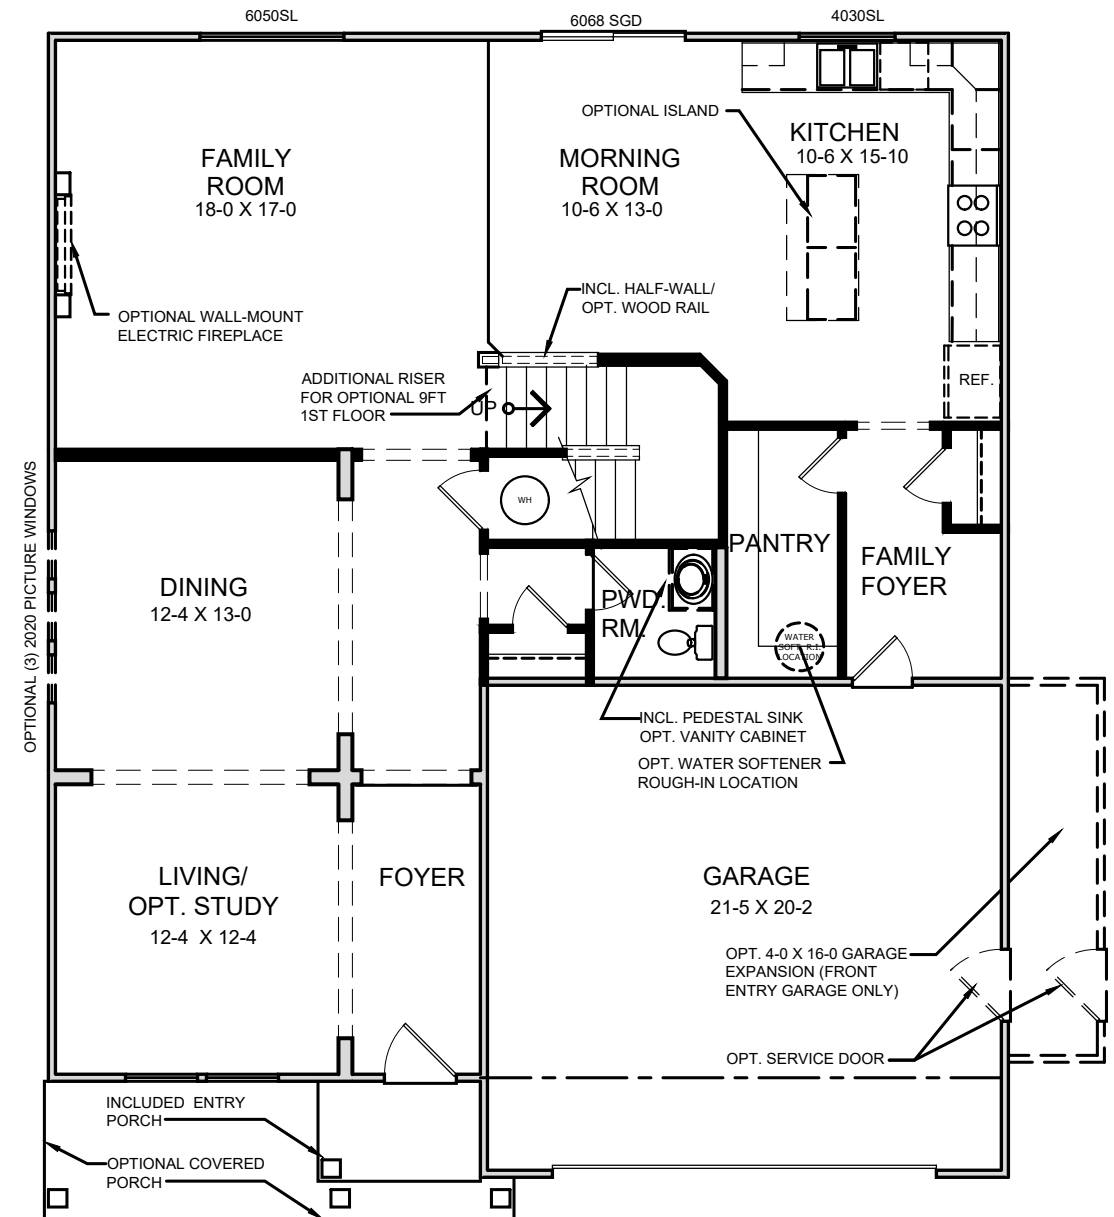 6050SL
6068 SGD
4030SL
OPTIONAL ISLAND
KITCHEN
10-6 X 15-10
FAMILY
ROOM
18-0 X 17-0
MORNING
ROOM
10-6 X 13-0
INCL. HALF-WALL/
OPT. WOOD RAIL
OPTIONAL WALL-MOUNT
ELECTRIC FIREPLACE
ADDITIONAL RISER
FOR OPTIONAL 9FT
1ST FLOOR
UP
REF.
OPTIONAL (3) 2020 PICTURE WINDOWS
WH
DINING
12-4 X 13-0
PANTRY
FAMILY
FOYER
PWD.
RM.
WATER
SOFT. R.I.
LOCATION
INCL. PEDESTAL SINK
OPT. VANITY CABINET
OPT. WATER SOFTENER
ROUGH-IN LOCATION
LIVING/
OPT. STUDY
12-4 X 12-4
FOYER
GARAGE
21-5 X 20-2
OPT. 4-0 X 16-0 GARAGE
EXPANSION (FRONT
ENTRY GARAGE ONLY)
OPT. SERVICE DOOR
INCLUDED ENTRY
PORCH
OPTIONAL COVERED
PORCH